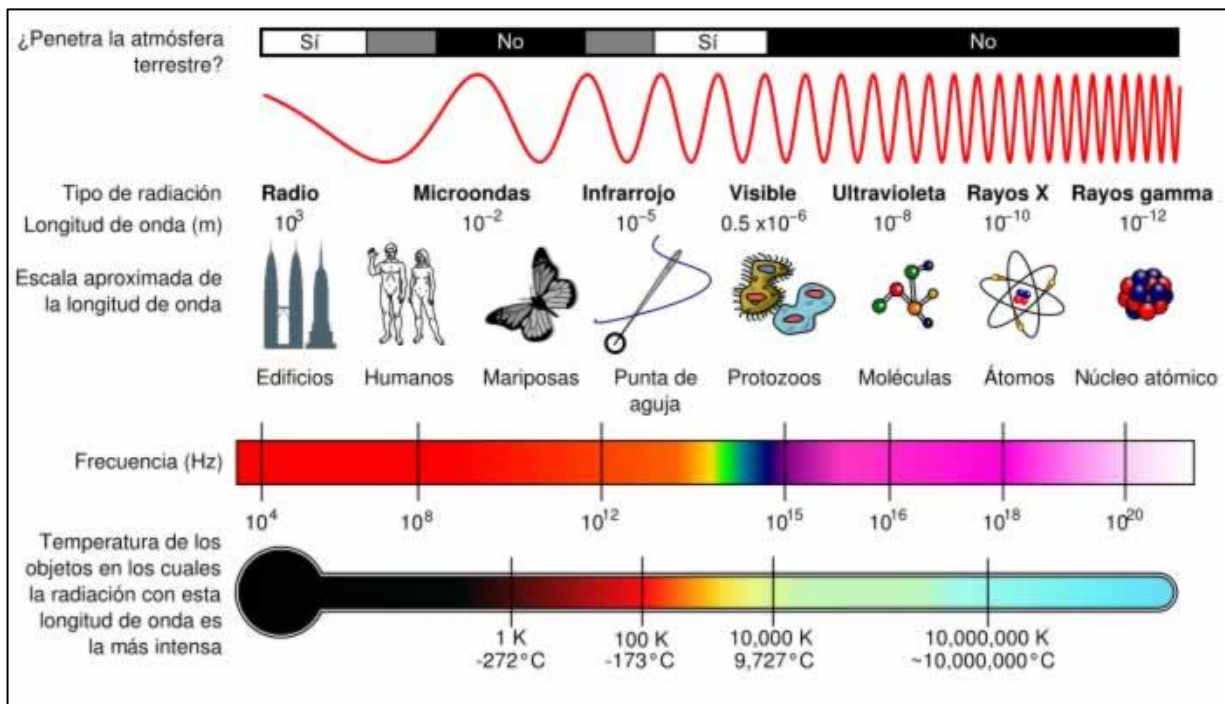 ¿Penetra la atmósfera
terrestre?
Sí No Sí No
Tipo de radiación Radio Microondas Infrarrojo Visible Ultravioleta Rayos X Rayos gamma
Longitud de onda (m) 10³ 10⁻² 10⁻⁵ 0.5 x10⁻⁶ 10⁻⁸ 10⁻¹⁰ 10⁻¹²
Escala aproximada de
la longitud de onda
Edificios Humanos Mariposas Punta de Protozoos Moléculas Átomos Núcleo atómico
aguja
Frecuencia (Hz)
10⁴ 10⁸ 10¹² 10¹⁵ 10¹⁶ 10¹⁸ 10²⁰
Temperatura de los
objetos en los cuales
la radiación con esta
longitud de onda es
la más intensa
1 K 100 K 10,000 K 10,000,000 K
-272°C -173°C 9,727°C ~10,000,000°C